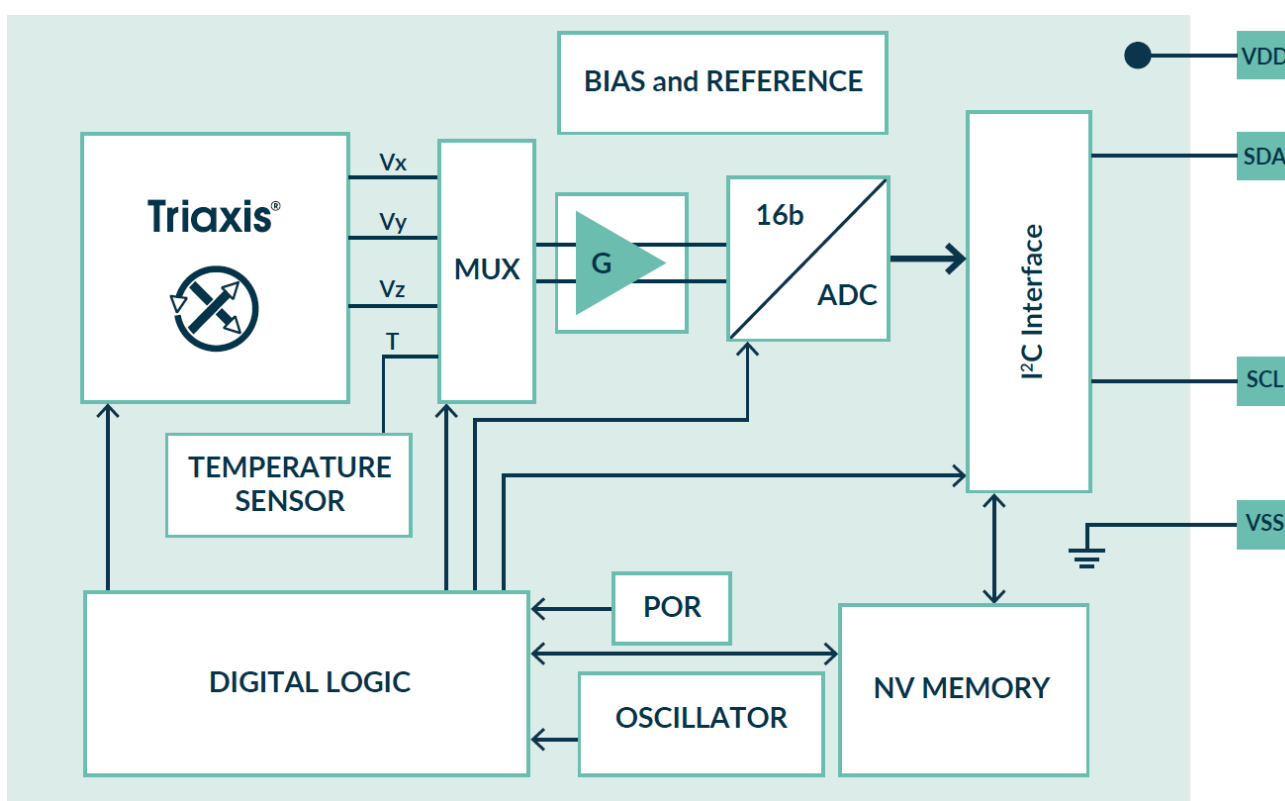 BIAS and REFERENCE
VDD
SDA
SCL
VSS
Triaxis®
Vx
Vy
Vz
T
MUX
G
16b
ADC
I²C Interface
TEMPERATURE
SENSOR
DIGITAL LOGIC
POR
OSCILLATOR
NV MEMORY